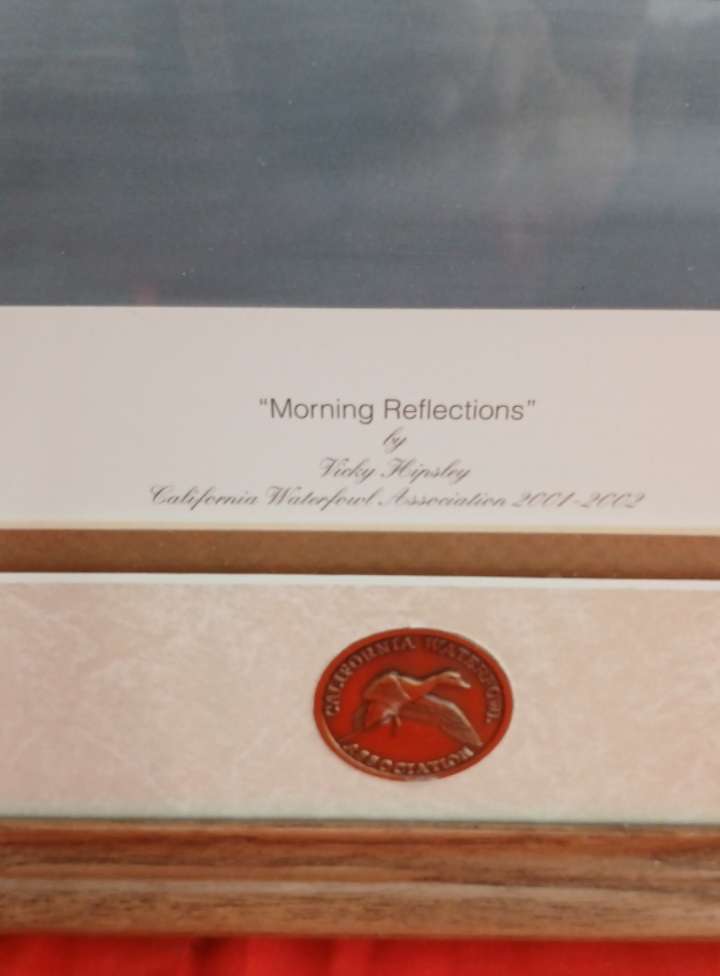 “Morning Reflections”
by
Vicky Hipsley
California Waterfowl Association 2001-2002
CALIFORNIA WATERFOWL
ASSOCIATION